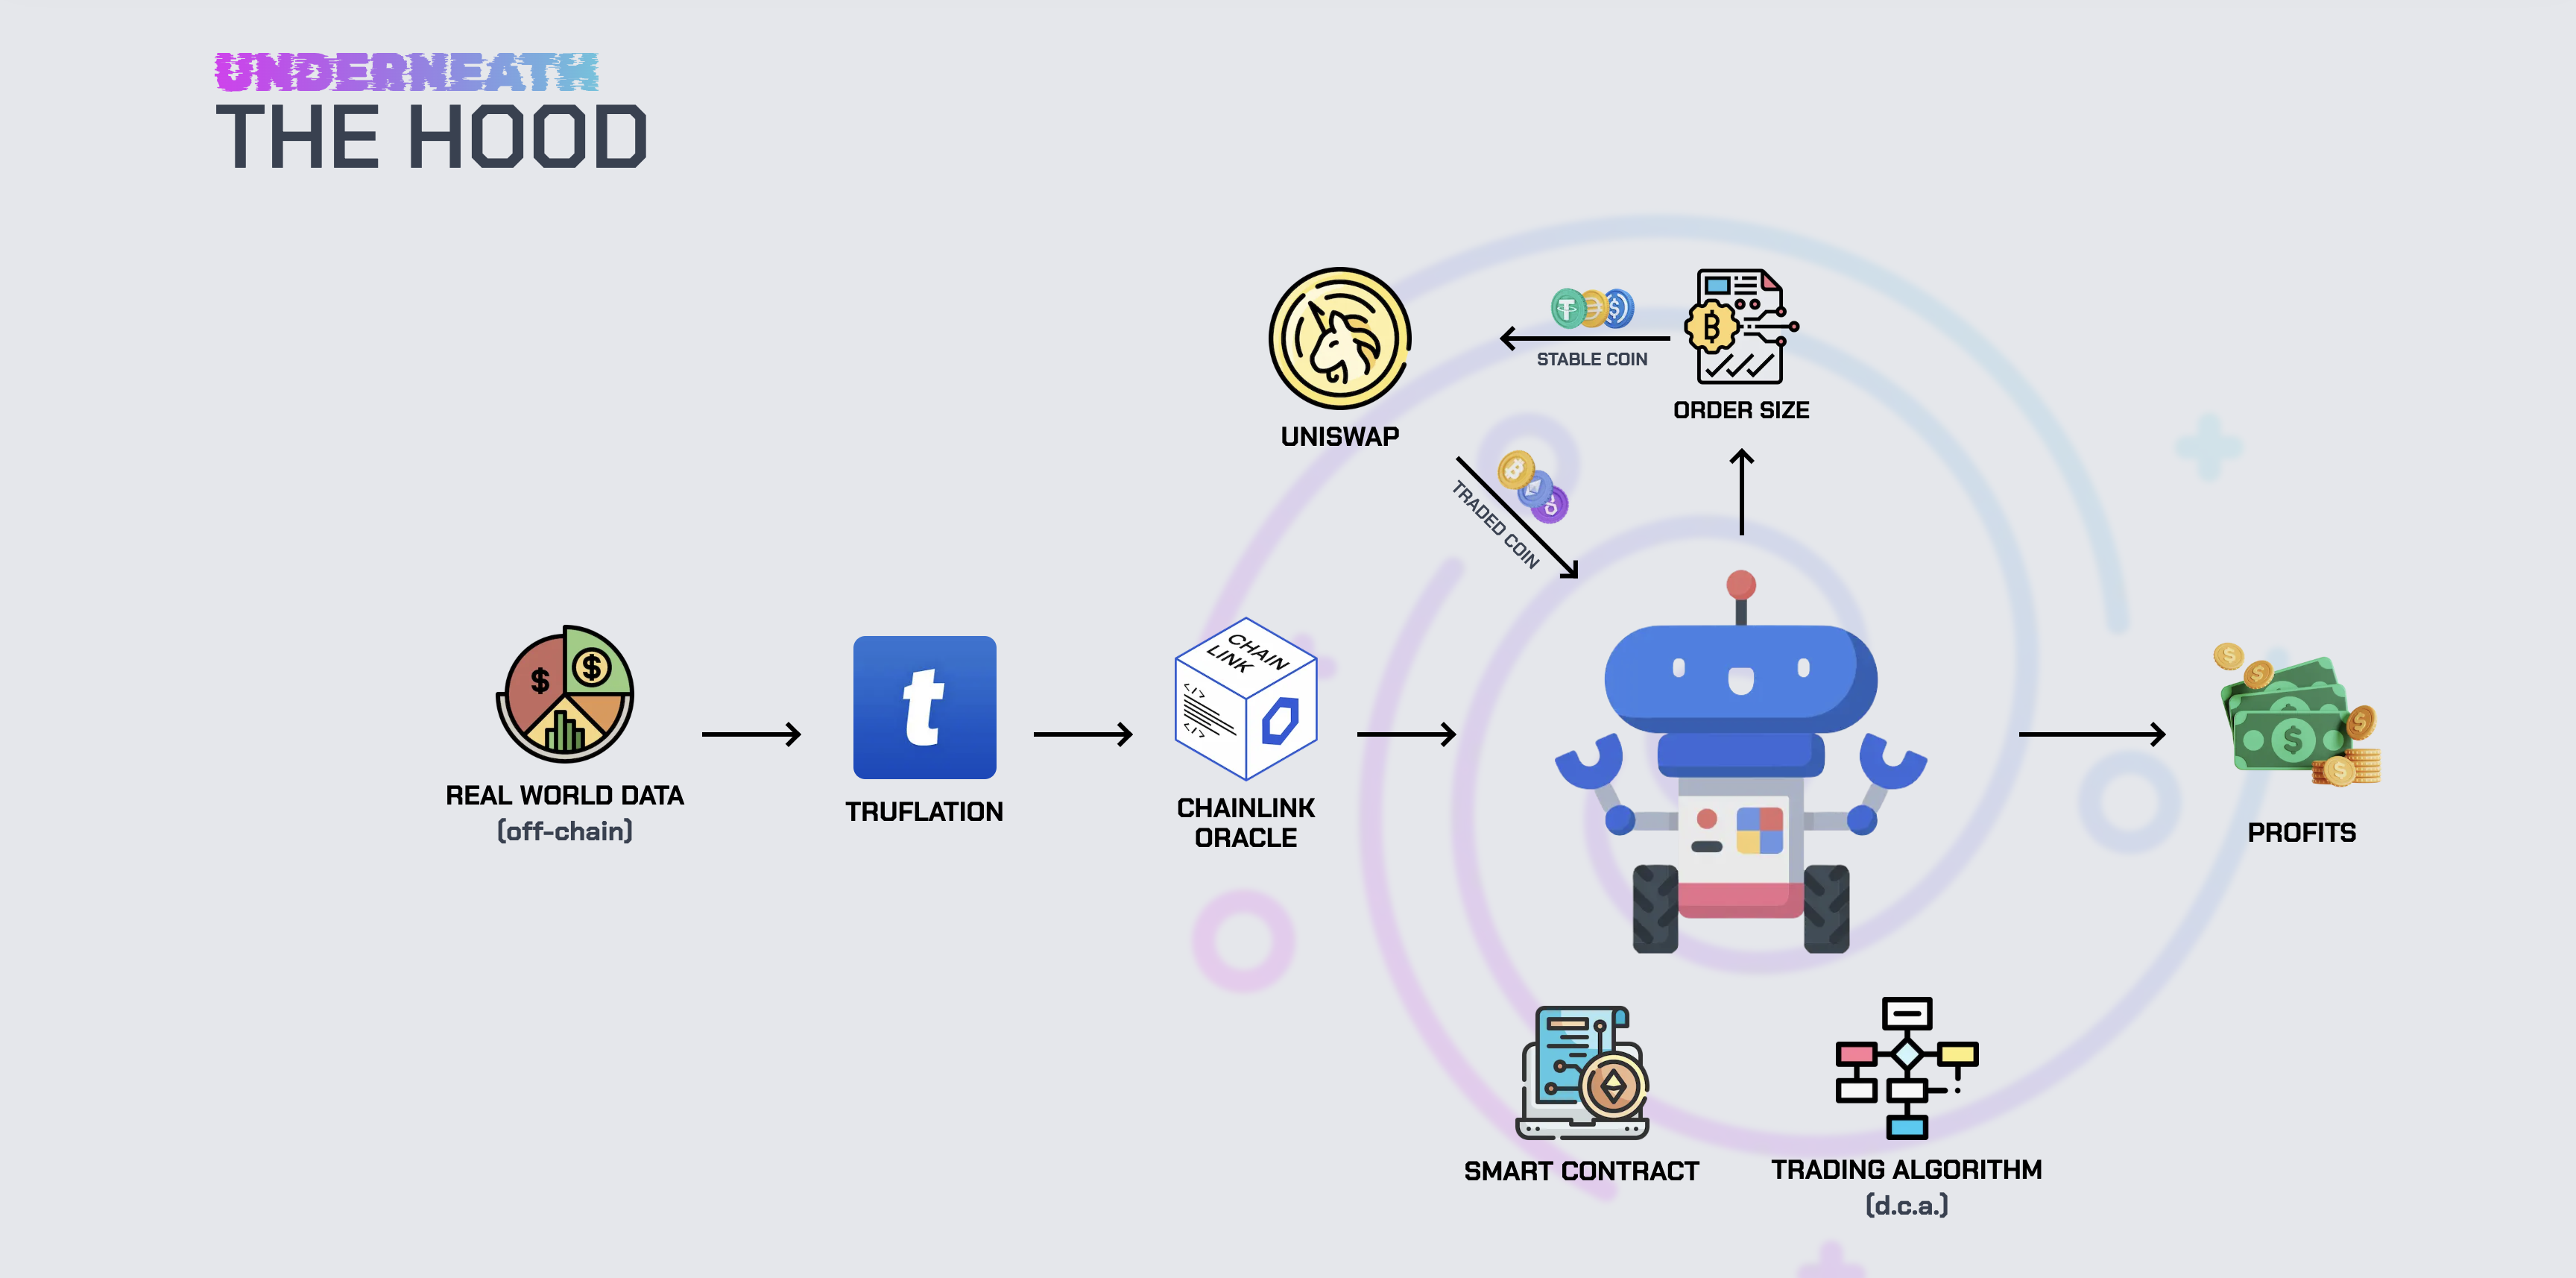 UNDERNEATH
THE HOOD
UNISWAP
STABLE COIN
ORDER SIZE
TRADED COIN
REAL WORLD DATA
(off-chain)
t
TRUFLATION
CHAIN
LINK
CHAINLINK
ORACLE
PROFITS
SMART CONTRACT
TRADING ALGORITHM
(d.c.a.)